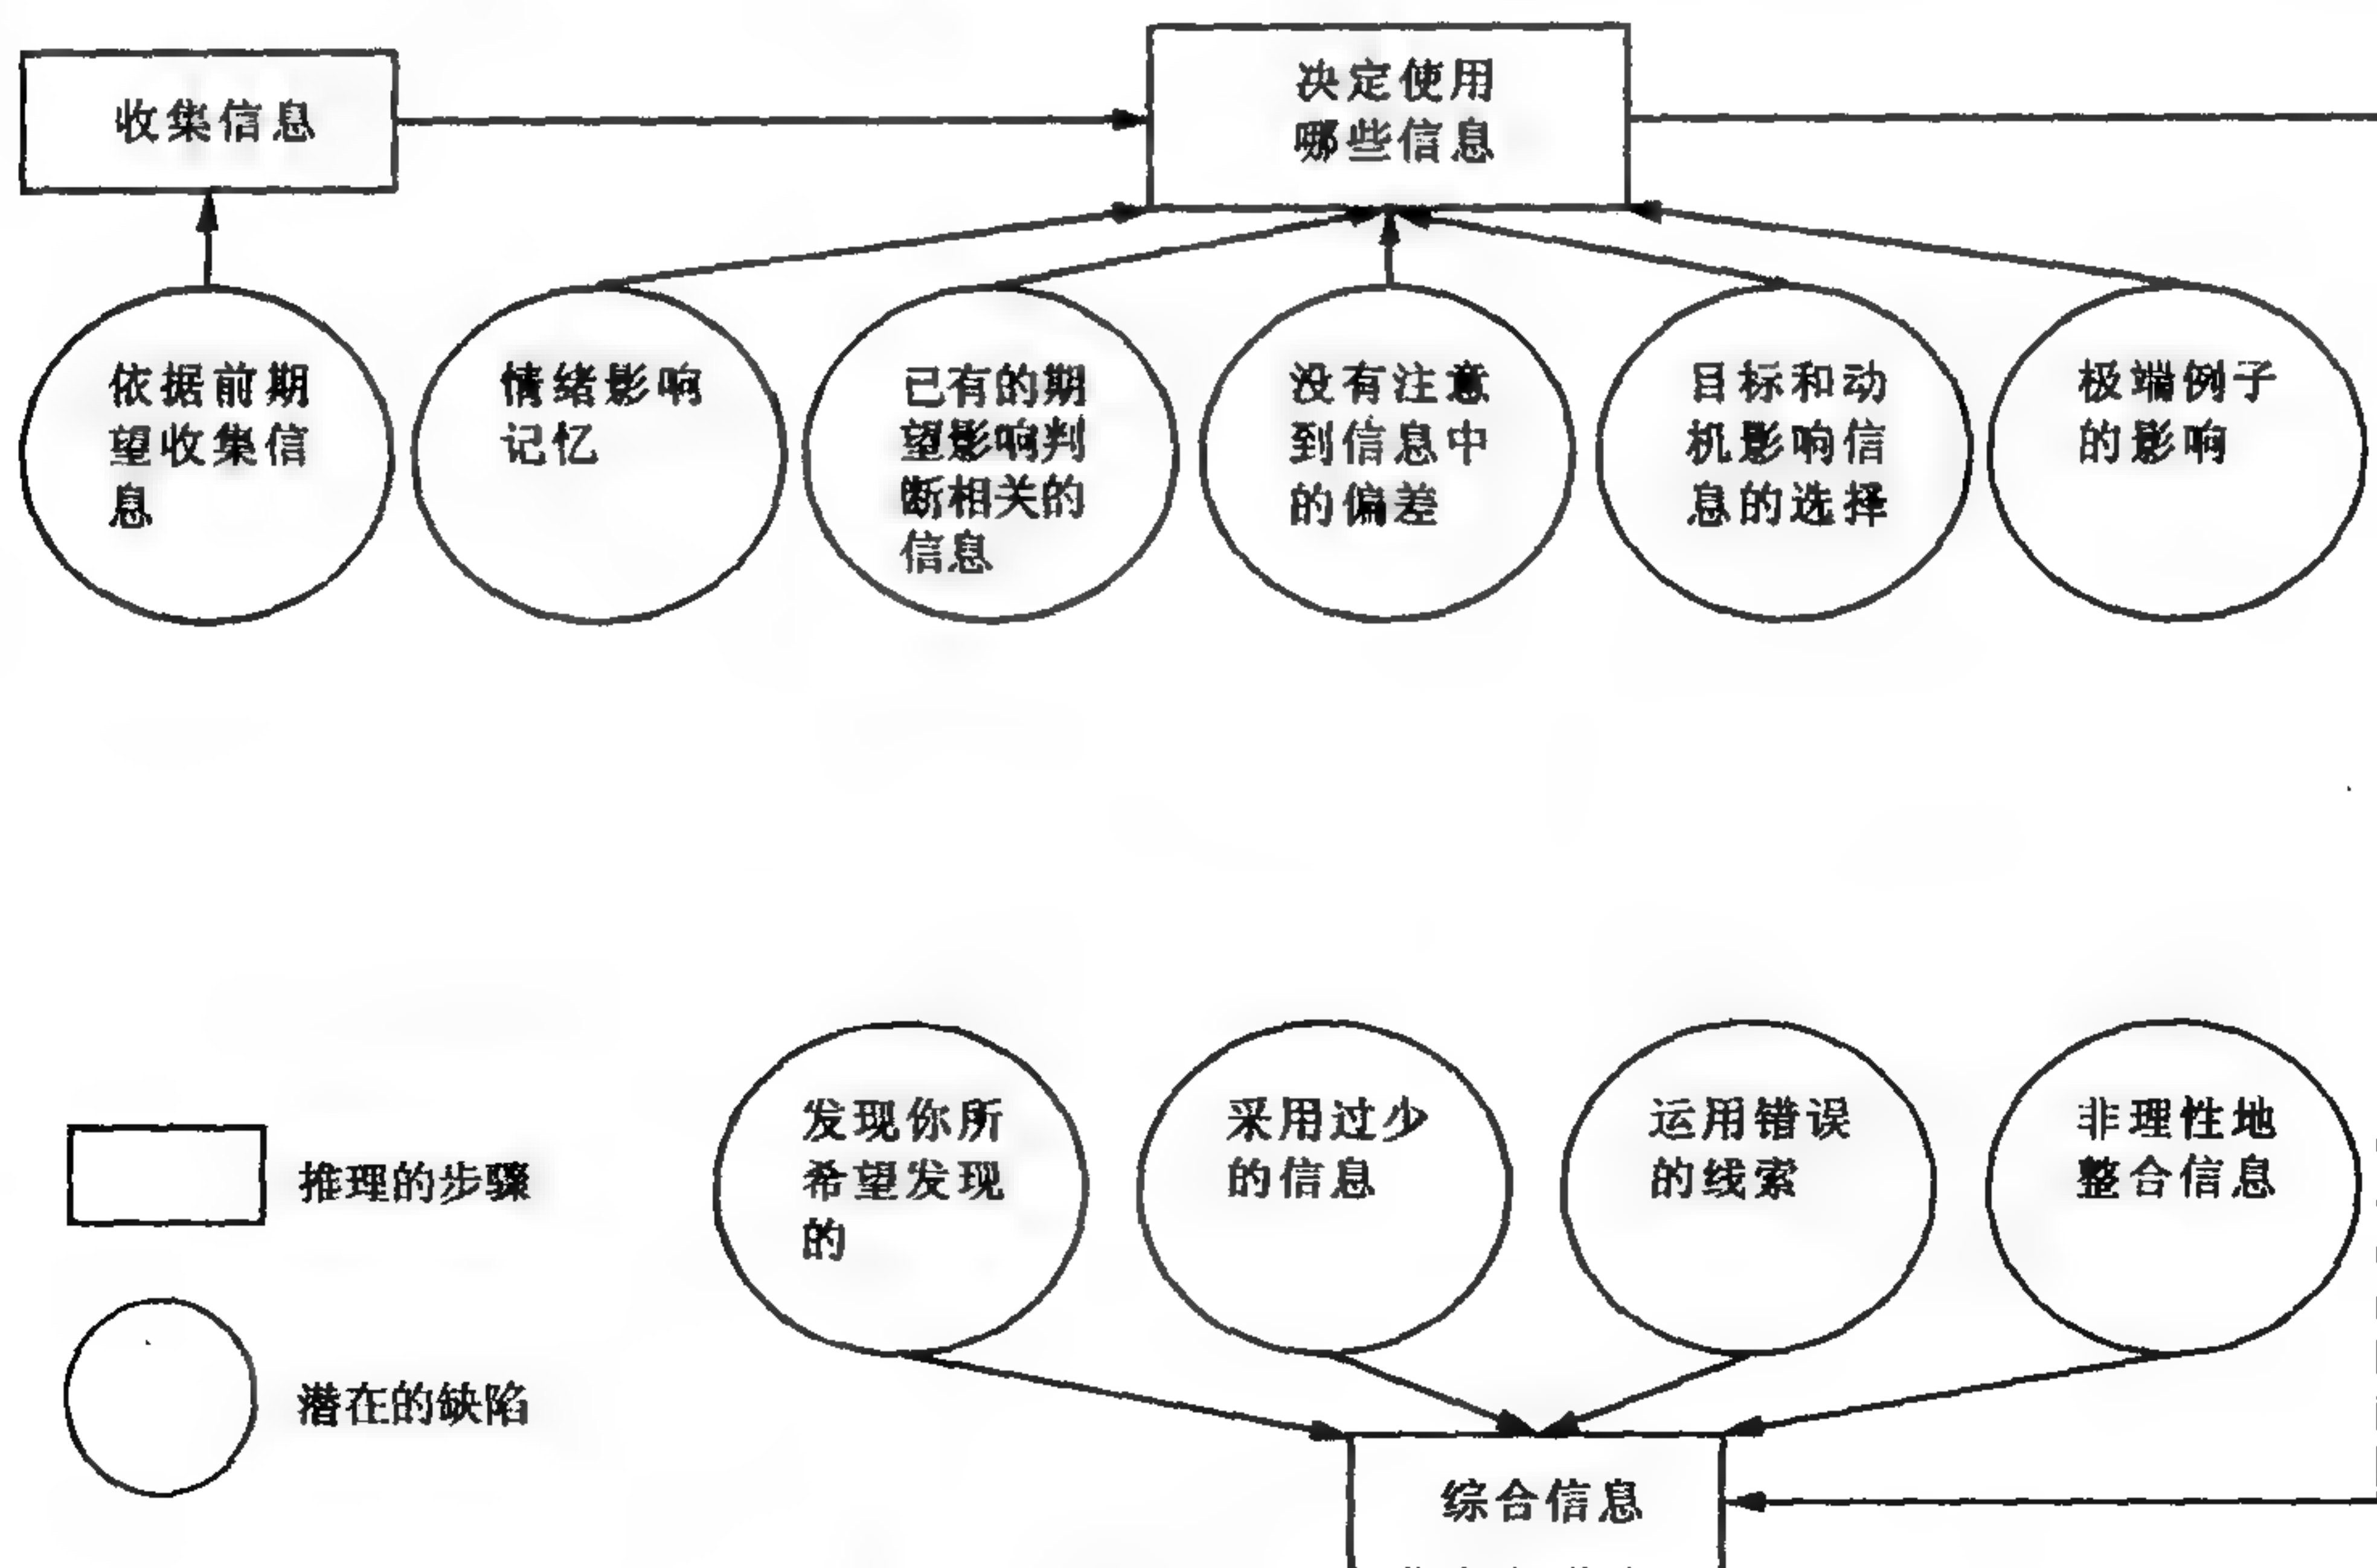 收集信息
决定使用
哪些信息
依据前期
望收集信
息
情绪影响
记忆
已有的期
望影响判
断相关的
信息
没有注意
到信息中
的偏差
目标和动
机影响信
息的选择
极端例子
的影响
发现你所
希望发现
的
采用过少
的信息
运用错误
的线索
非理性地
整合信息
推理的步骤
潜在的缺陷
综合信息